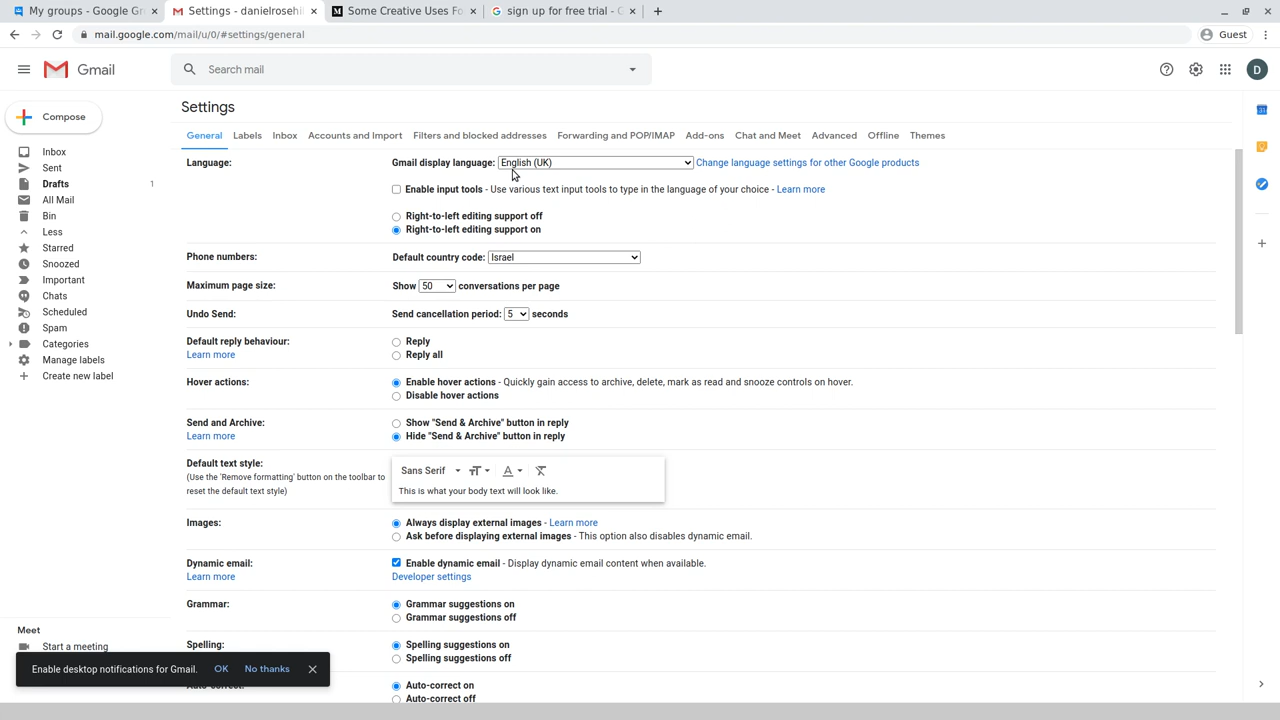 My groups - Google Gr
Settings - danielrosehil
Some Creative Uses Fo
sign up for free trial - G
mail.google.com/mail/u/0/#settings/general
Guest
Gmail
Search mail
D
Compose
Settings
General Labels Inbox Accounts and Import Filters and blocked addresses Forwarding and POP/IMAP Add-ons Chat and Meet Advanced Offline Themes
Inbox
Sent
Drafts 1
All Mail
Bin
Less
Starred
Snoozed
Important
Chats
Scheduled
Spam
Categories
Manage labels
Create new label
Language: Gmail display language: English (UK) Change language settings for other Google products
Enable input tools - Use various text input tools to type in the language of your choice - Learn more
Right-to-left editing support off
Right-to-left editing support on
Phone numbers: Default country code: Israel
Maximum page size: Show 50 conversations per page
Undo Send: Send cancellation period: 5 seconds
Default reply behaviour: Reply
Learn more Reply all
Hover actions: Enable hover actions - Quickly gain access to archive, delete, mark as read and snooze controls on hover.
Disable hover actions
Send and Archive: Show "Send & Archive" button in reply
Learn more Hide "Send & Archive" button in reply
Default text style:
(Use the 'Remove formatting' button on the toolbar to
reset the default text style)
Sans Serif
This is what your body text will look like.
Images: Always display external images - Learn more
Ask before displaying external images - This option also disables dynamic email.
Dynamic email: Enable dynamic email - Display dynamic email content when available.
Learn more Developer settings
Grammar: Grammar suggestions on
Grammar suggestions off
Spelling: Spelling suggestions on
Spelling suggestions off
Auto-correct: Auto-correct on
Auto-correct off
Meet
Start a meeting
Enable desktop notifications for Gmail. OK No thanks